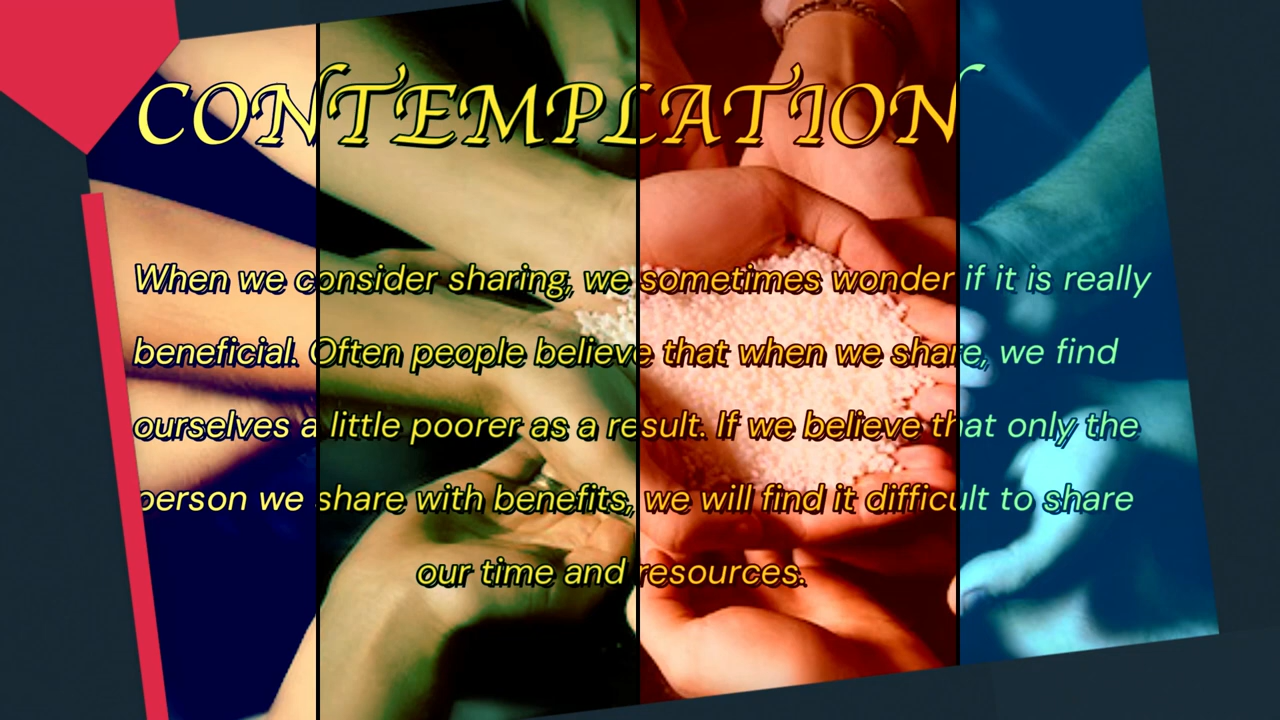 CONTEMPLATION
When we consider sharing, we sometimes wonder if it is really
beneficial. Often people believe that when we share, we find
ourselves a little poorer as a result. If we believe that only the
person we share with benefits, we will find it difficult to share
our time and resources.